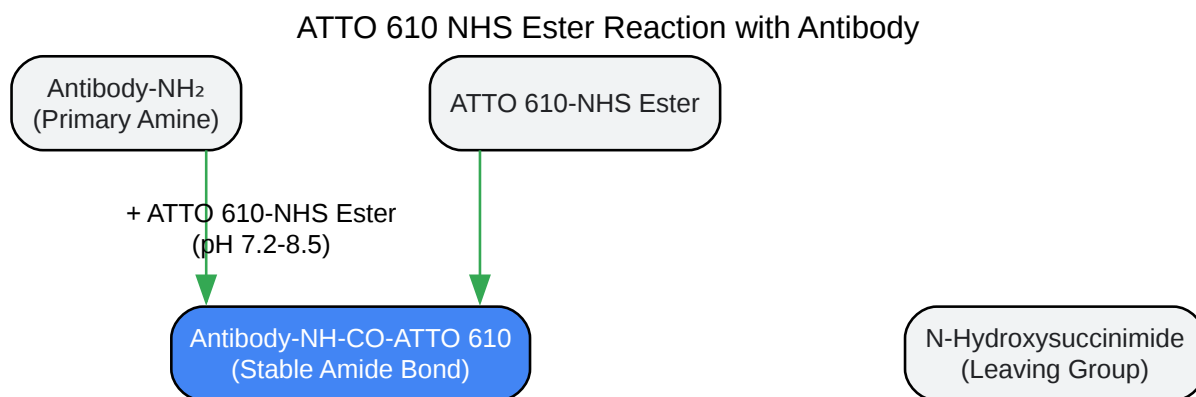 ATTO 610 NHS Ester Reaction with Antibody
Antibody-NH₂
(Primary Amine)
ATTO 610-NHS Ester
+ ATTO 610-NHS Ester
(pH 7.2-8.5)
Antibody-NH-CO-ATTO 610
(Stable Amide Bond)
N-Hydroxysuccinimide
(Leaving Group)